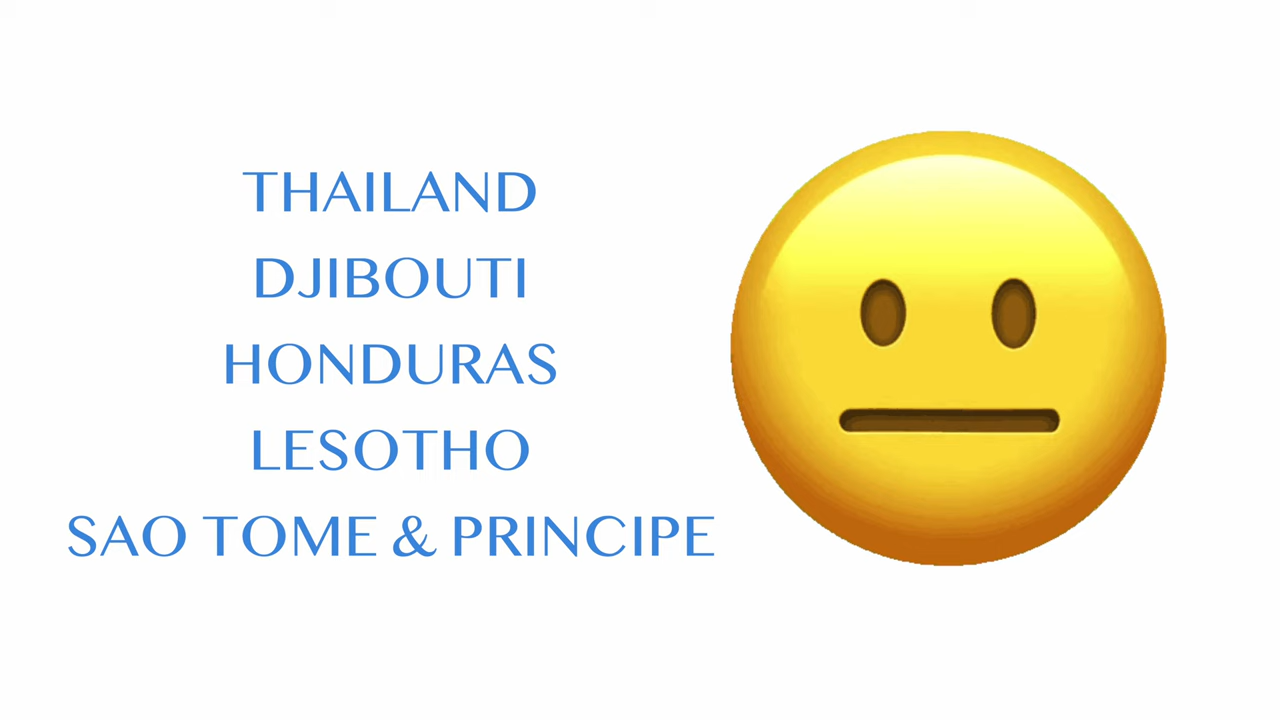 THAILAND
DJIBOUTI
HONDURAS
LESOTHO
SAO TOME & PRINCIPE